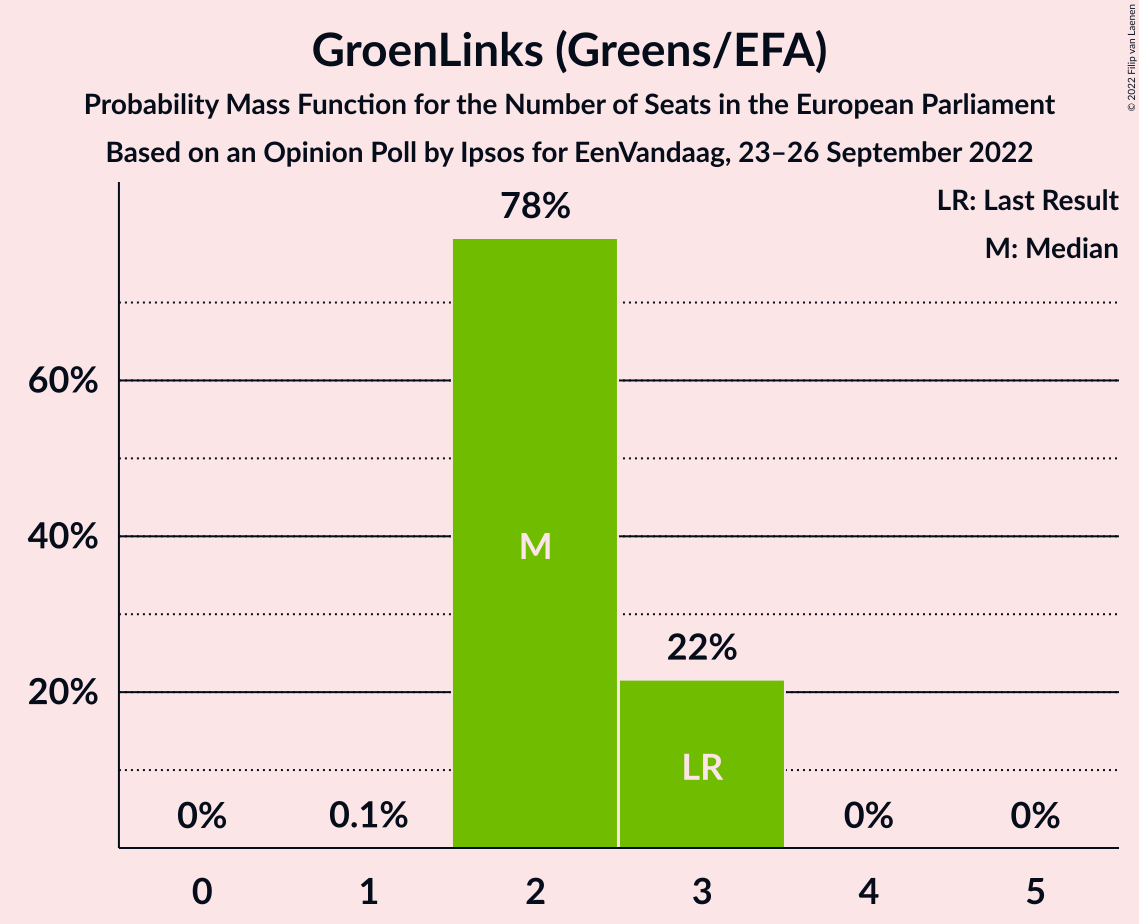 GroenLinks (Greens/EFA)
Probability Mass Function for the Number of Seats in the European Parliament
Based on an Opinion Poll by Ipsos for EenVandaag, 23–26 September 2022
© 2022 Filip van Laenen
LR: Last Result
M: Median
78%
60%
40%
M
22%
20%
LR
0%
0.1%
0%
0%
0
1
2
3
4
5